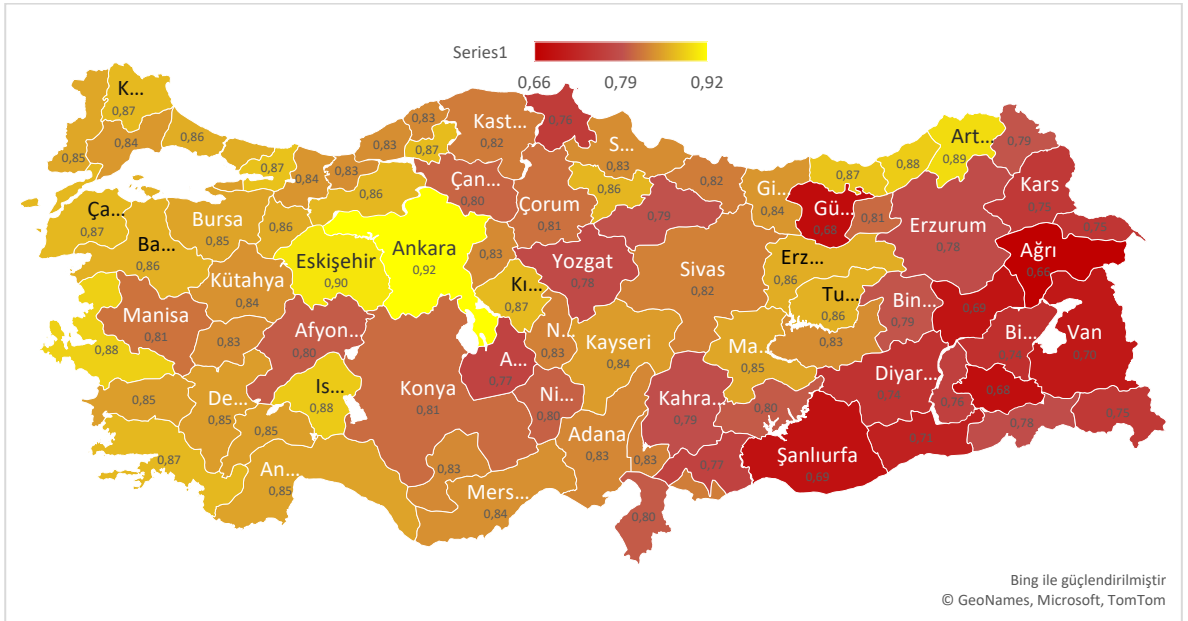 Series1
0,66
0,79
0,92
K...
0,87
0,85
0,84
0,86
0,87
0,84
0,83
0,83
0,83
0,87
Kast...
0,82
0,76
S...
0,83
0,86
0,82
Gi...
0,84
0,87
0,88
Art...
0,89
0,79
Kars
0,75
Ça...
0,87
Bursa
0,85
0,86
0,86
Çan...
0,80
Çorum
0,81
0,79
Gü...
0,68
0,81
Erzurum
0,78
Ağrı
0,66
Ba...
0,86
Kütahya
0,84
Eskişehir
0,90
Ankara
0,92
0,83
Kı...
0,87
Yozgat
0,78
Sivas
0,82
Erz...
0,86
Tu...
0,86
Bin...
0,79
0,69
Bi...
Van
0,70
Manisa
0,81
0,83
Afyon...
0,80
0,88
N...
0,83
Kayseri
0,84
Ma...
0,85
0,83
A...
0,77
Is...
0,88
Konya
0,81
Ni...
0,80
Kahra...
0,79
0,80
Diyar...
0,74
0,76
0,68
0,78
0,85
De...
0,85
0,85
0,87
An...
0,85
0,83
Mers...
0,84
Adana
0,83
0,83
0,77
Şanlıurfa
0,69
0,71
0,80
Bing ile güçlendirilmiştir
© GeoNames, Microsoft, TomTom